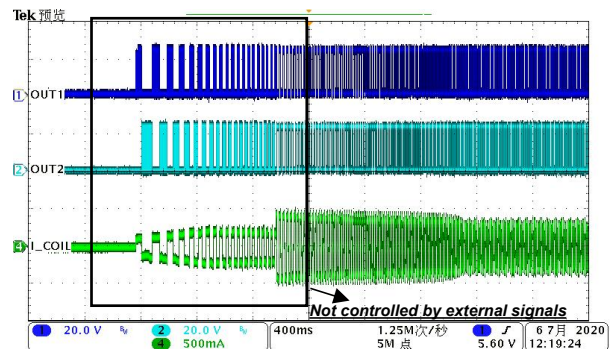 Tek 预览
1 OUT1
2 OUT2
4 I_COIL
Not controlled by external signals
1 20.0 V 2 20.0 V 400ms 1.25M次/秒 1 5.60 V
4 500mA 5M 点
6 7月 2020
12:19:24